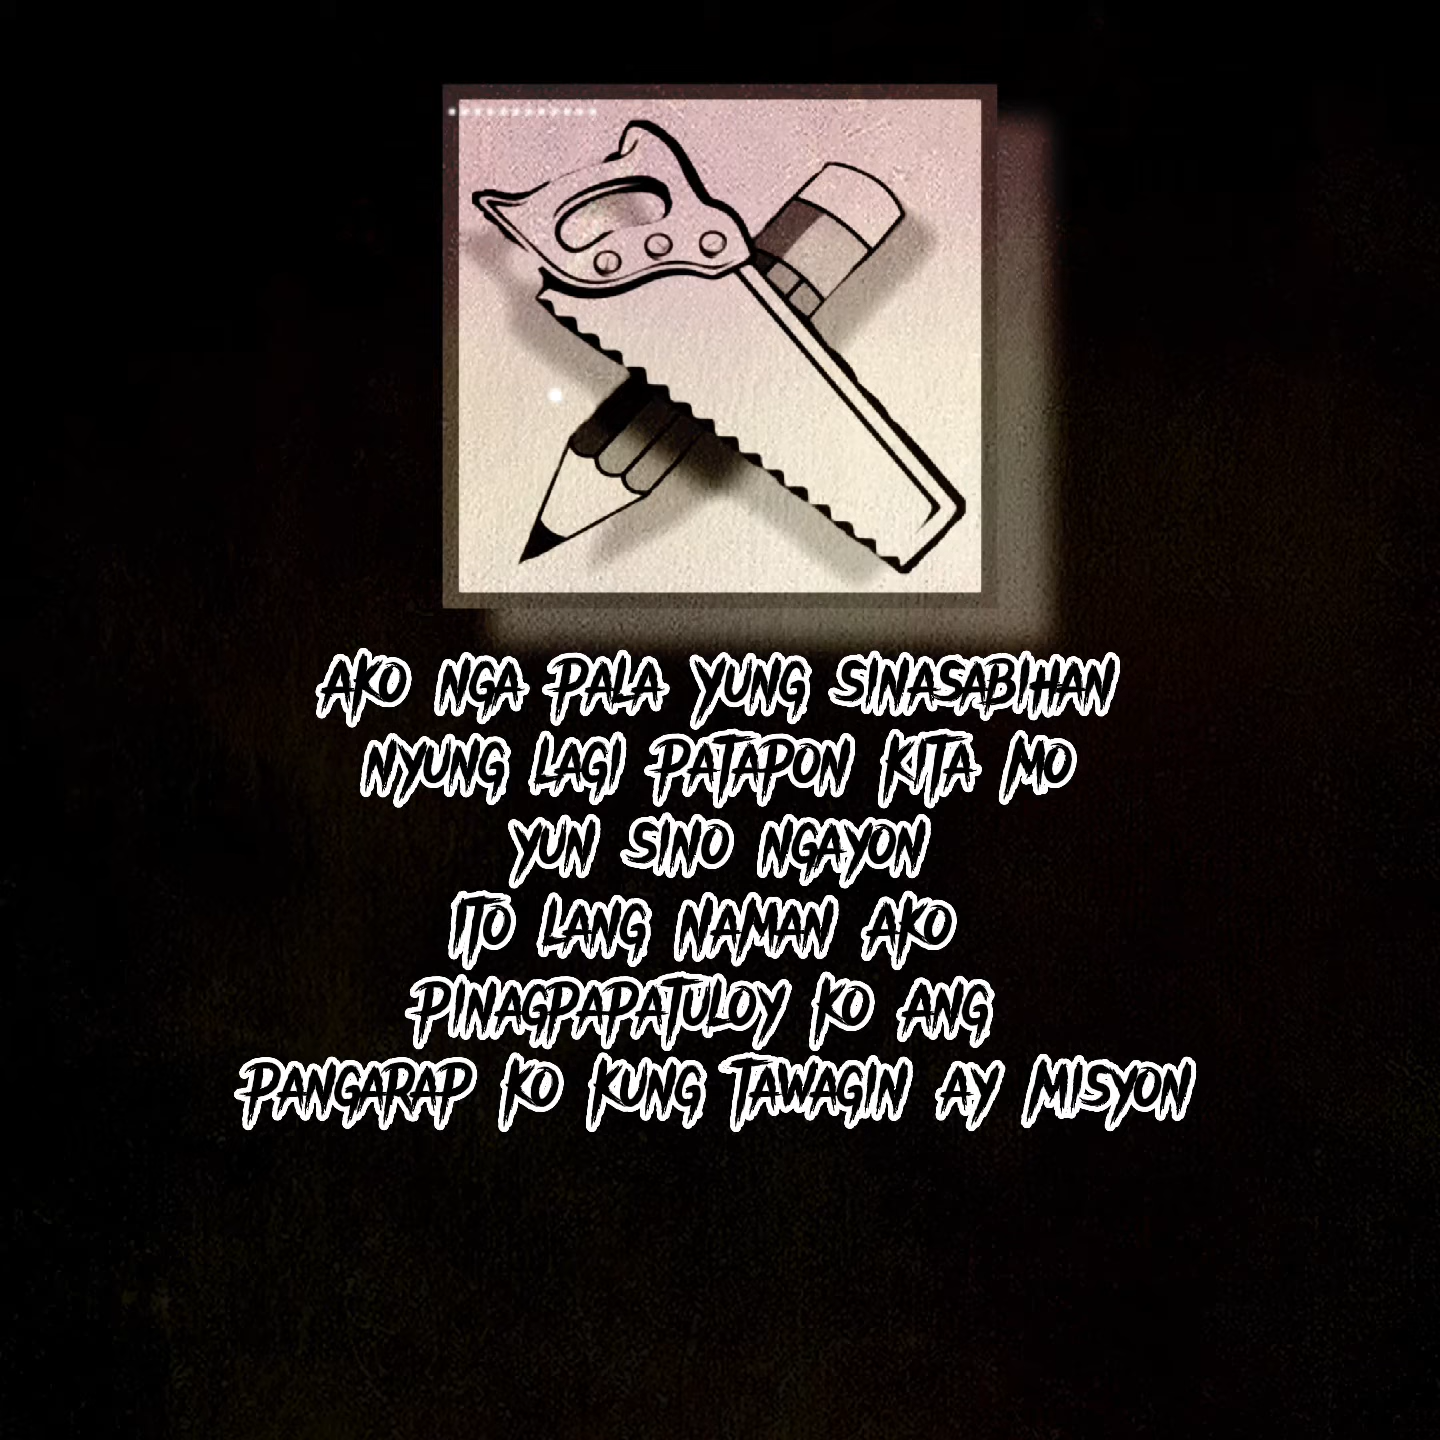 AKO NGA PALA YUNG SINASABIHAN
NYUNG LAGI PATAPON KITA MO
YUN SINO NGAYON
ITO LANG NAMAN AKO
PINAGPAPATULOY KO ANG
PANGARAP KO KUNG TAWAGIN AY MISYON